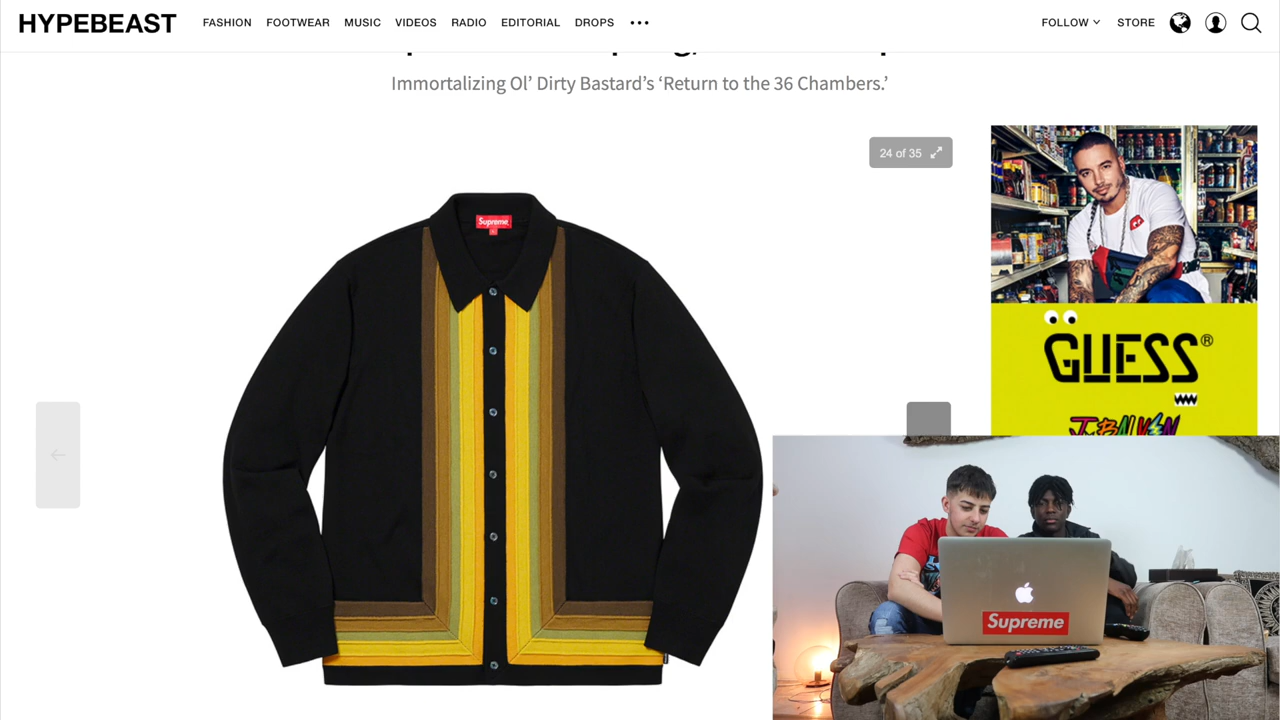 HYPEBEAST FASHION FOOTWEAR MUSIC VIDEOS RADIO EDITORIAL DROPS ••• FOLLOW STORE
Immortalizing Ol’ Dirty Bastard’s ‘Return to the 36 Chambers.’
24 of 35
Supreme
GUESS®
J. BALVIN
Supreme